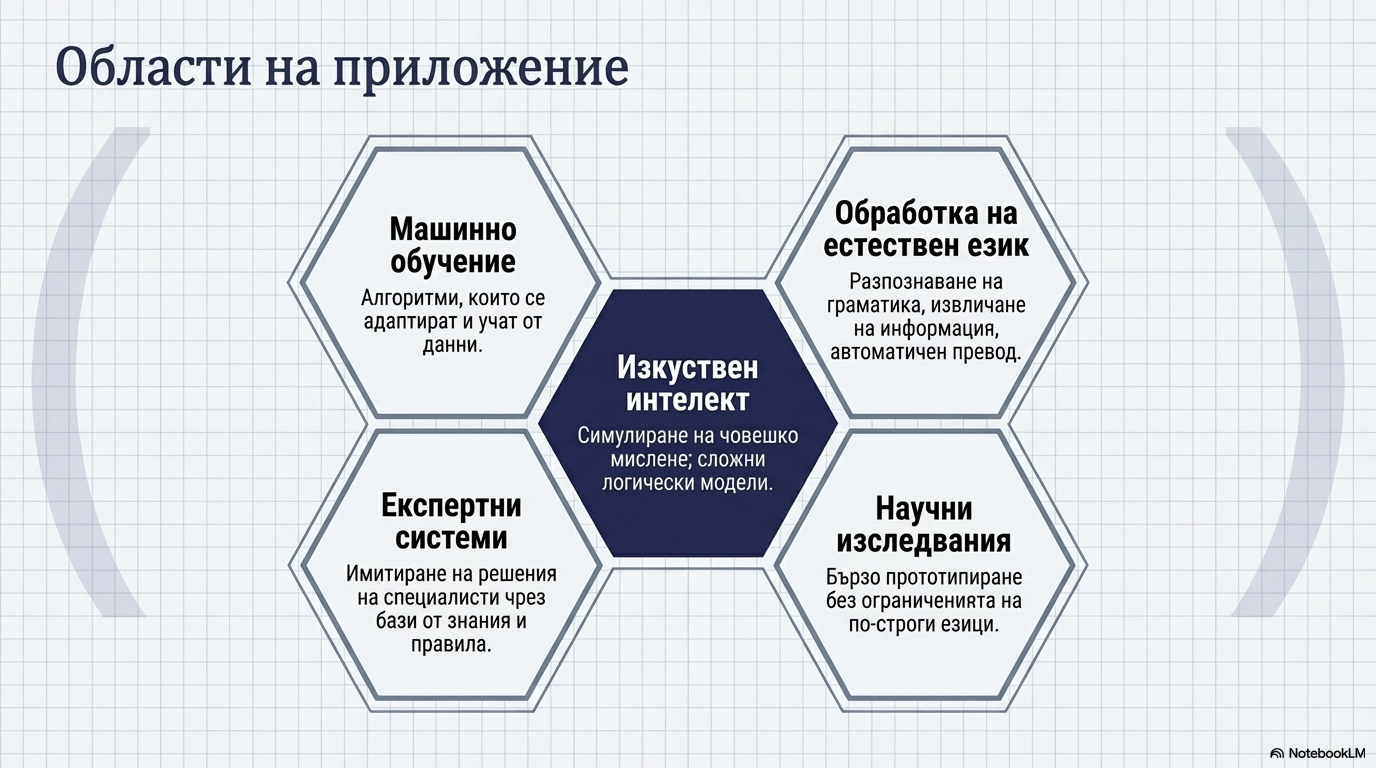 Области на приложение
Машинно
обучение
Алгоритми, които се
адаптират и учат от
данни.
Обработка на
естествен език
Разпознаване на
граматика, извличане
на информация,
автоматичен превод.
Изкуствен
интелект
Симулиране на човешко
мислене; сложни
логически модели.
Експертни
системи
Имитиране на решения
на специалисти чрез
бази от знания и
правила.
Научни
изследвания
Бързо прототипиране
без ограниченията на
по-строги езици.
NotebookLM